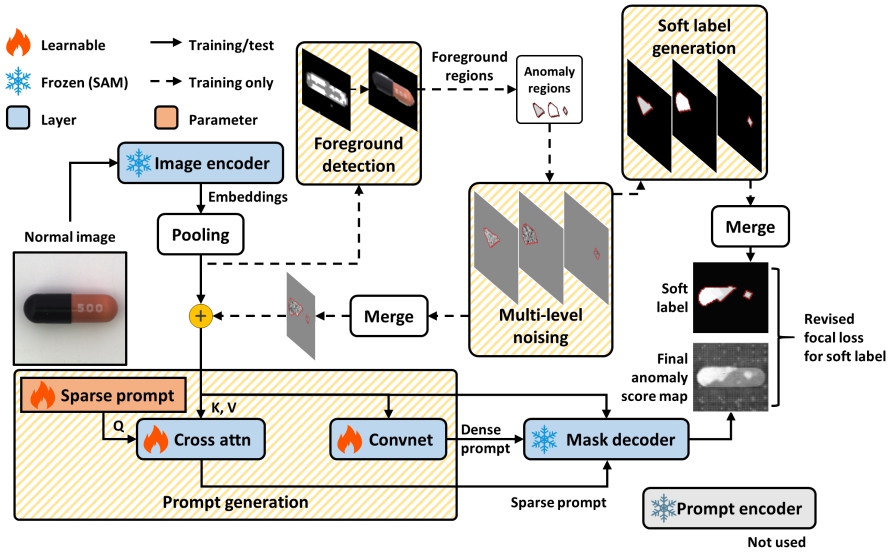 Learnable
Training/test
Frozen (SAM)
Training only
Layer
Parameter
Foreground
detection
Foreground
regions
Anomaly
regions
Soft label
generation
Image encoder
Embeddings
Pooling
Normal image
500
+
Merge
Multi-level
noising
Merge
Soft
label
Final
anomaly
score map
Revised
focal loss
for soft label
Sparse prompt
Q
K, V
Cross attn
Convnet
Dense
prompt
Mask decoder
Prompt generation
Sparse prompt
Prompt encoder
Not used